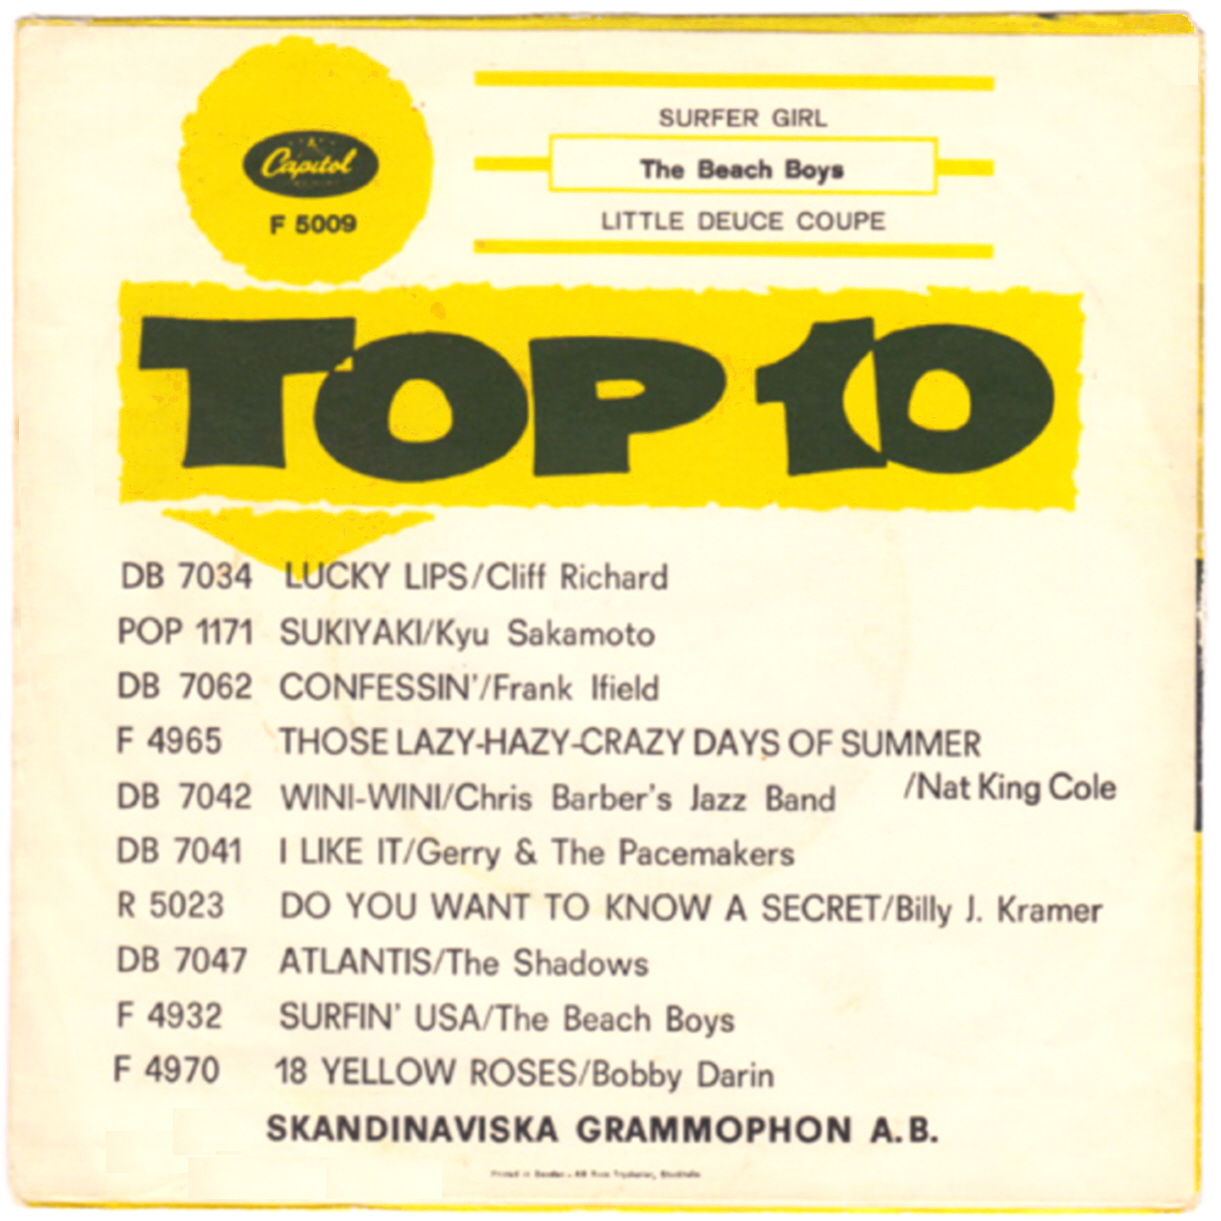 Capitol
F 5009
SURFER GIRL
The Beach Boys
LITTLE DEUCE COUPE
TOP 10
DB 7034 LUCKY LIPS/Cliff Richard
POP 1171 SUKIYAKI/Kyu Sakamoto
DB 7062 CONFESSIN'/Frank Ifield
F 4965 THOSE LAZY-HAZY-CRAZY DAYS OF SUMMER
/Nat King Cole
DB 7042 WINI-WINI/Chris Barber's Jazz Band
DB 7041 I LIKE IT/Gerry & The Pacemakers
R 5023 DO YOU WANT TO KNOW A SECRET/Billy J. Kramer
DB 7047 ATLANTIS/The Shadows
F 4932 SURFIN' USA/The Beach Boys
F 4970 18 YELLOW ROSES/Bobby Darin
SKANDINAVISKA GRAMMOPHON A.B.
Printed in Sweden